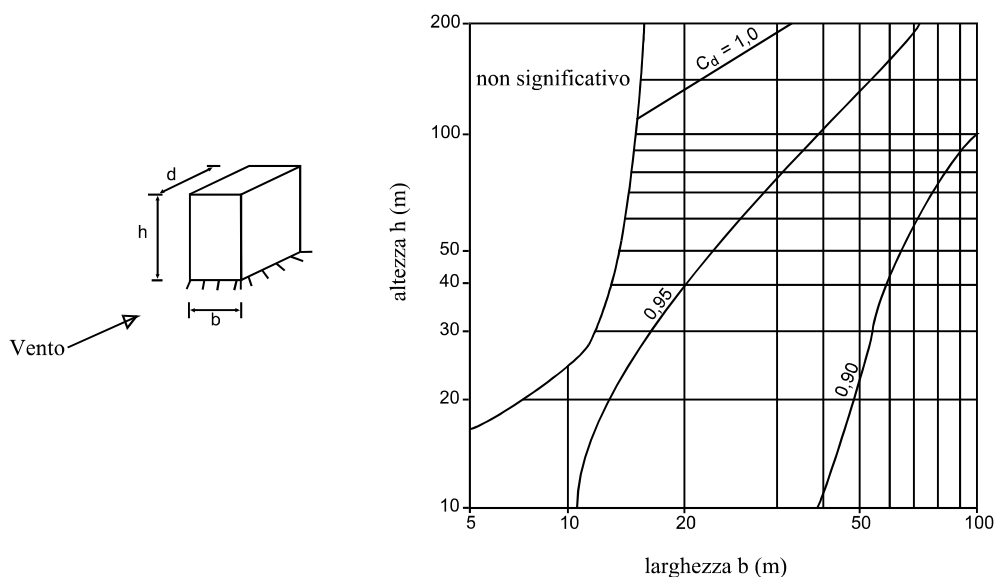 d
h
b
Vento
200
100
50
40
30
20
10
altezza h (m)
non significativo
Cd = 1,0
0,95
0,90
5
10
20
50
100
larghezza b (m)